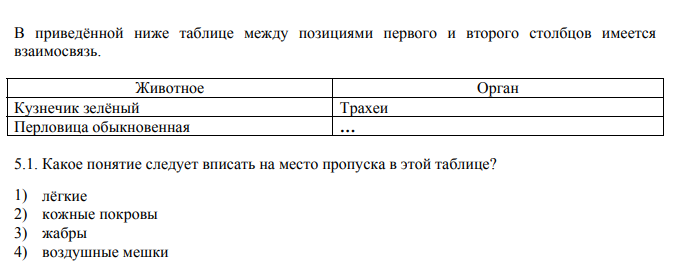 В приведённой ниже таблице между позициями первого и второго столбцов имеется
взаимосвязь.
Животное Орган
Кузнечик зелёный Трахеи
Перловица обыкновенная ...
5.1. Какое понятие следует вписать на место пропуска в этой таблице?
1) лёгкие
2) кожные покровы
3) жабры
4) воздушные мешки